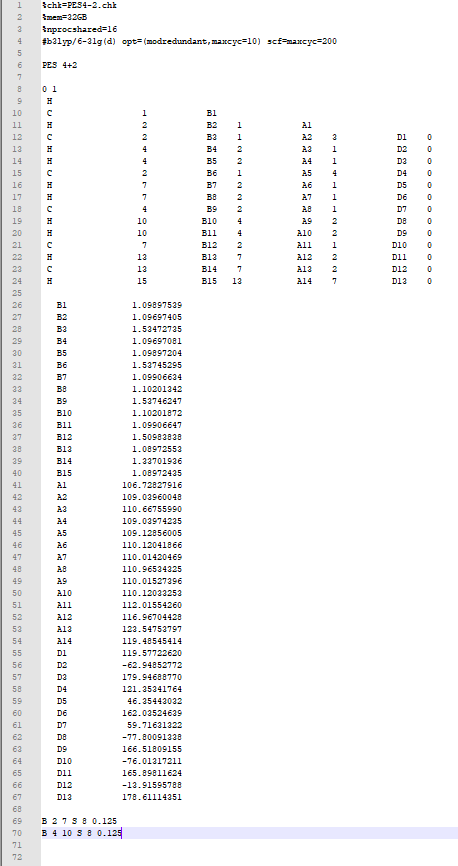 1 %chk=PES4-2.chk
2 %mem=32GB
3 %nprocshared=16
4 #b3lyp/6-31g(d) opt=(modredundant,maxcyc=10) scf=maxcyc=200
5
6 PES 4+2
7
8 0 1
9 H
10 C 1 B1
11 H 2 B2 1 A1
12 C 2 B3 1 A2 3 D1 0
13 H 4 B4 2 A3 1 D2 0
14 H 4 B5 2 A4 1 D3 0
15 C 2 B6 1 A5 4 D4 0
16 H 7 B7 2 A6 1 D5 0
17 H 7 B8 2 A7 1 D6 0
18 C 4 B9 2 A8 1 D7 0
19 H 10 B10 4 A9 2 D8 0
20 H 10 B11 4 A10 2 D9 0
21 C 7 B12 2 A11 1 D10 0
22 H 13 B13 7 A12 2 D11 0
23 C 13 B14 7 A13 2 D12 0
24 H 15 B15 13 A14 7 D13 0
25
26 B1 1.09897539
27 B2 1.09697405
28 B3 1.53472735
29 B4 1.09697081
30 B5 1.09897204
31 B6 1.53745295
32 B7 1.09906634
33 B8 1.10201342
34 B9 1.53746247
35 B10 1.10201872
36 B11 1.09906647
37 B12 1.50983838
38 B13 1.08972553
39 B14 1.33701936
40 B15 1.08972435
41 A1 106.72827916
42 A2 109.03960048
43 A3 110.66755990
44 A4 109.03974235
45 A5 109.12856005
46 A6 110.12041866
47 A7 110.01420469
48 A8 110.96534325
49 A9 110.01527396
50 A10 110.12033253
51 A11 112.01554260
52 A12 116.96704428
53 A13 123.54753797
54 A14 119.48545414
55 D1 119.57722620
56 D2 -62.94852772
57 D3 179.94688770
58 D4 121.35341764
59 D5 46.35443032
60 D6 162.03524639
61 D7 59.71631322
62 D8 -77.80091338
63 D9 166.51809155
64 D10 -76.01317211
65 D11 165.89811624
66 D12 -13.91595788
67 D13 178.61114351
68
69 B 2 7 S 8 0.125
70 B 4 10 S 8 0.125
71
72